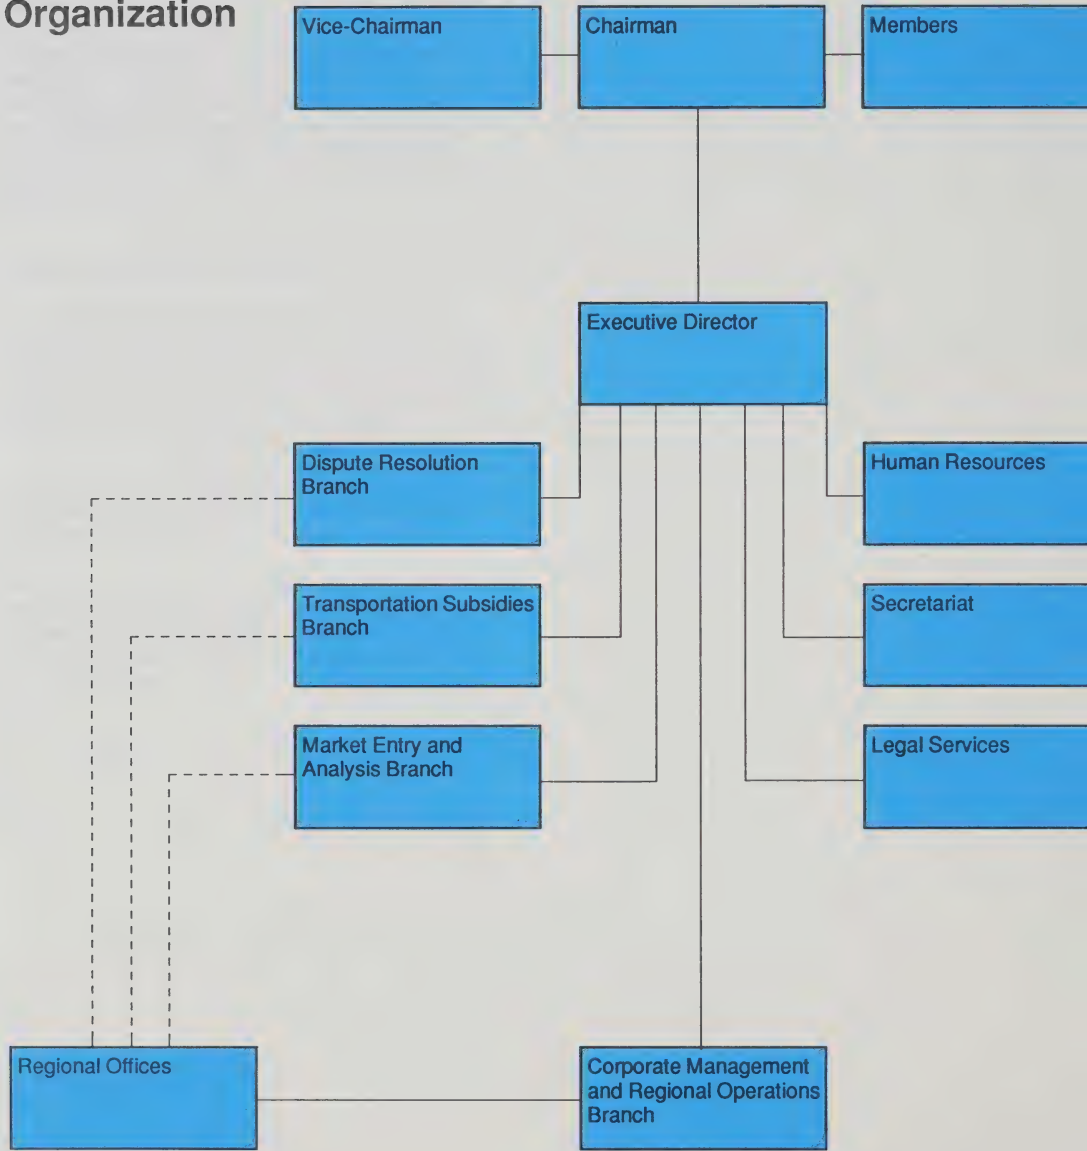 Organization
Vice-Chairman
Chairman
Members
Executive Director
Dispute Resolution
Branch
Human Resources
Transportation Subsidies
Branch
Secretariat
Market Entry and
Analysis Branch
Legal Services
Regional Offices
Corporate Management
and Regional Operations
Branch